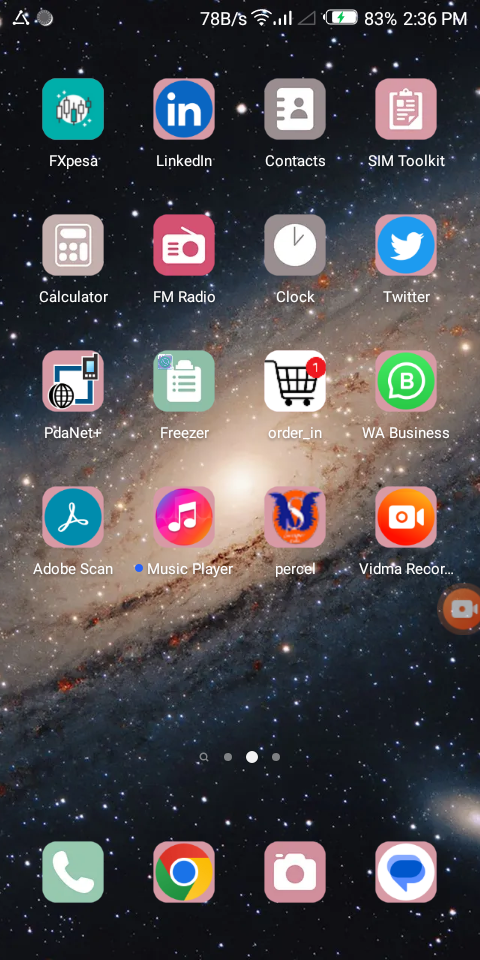 78B/s 83% 2:36 PM
FXpesa LinkedIn Contacts SIM Toolkit
Calculator FM Radio Clock Twitter
PdaNet+ Freezer order_in WA Business
1
Adobe Scan Music Player percel Vidma Recor...